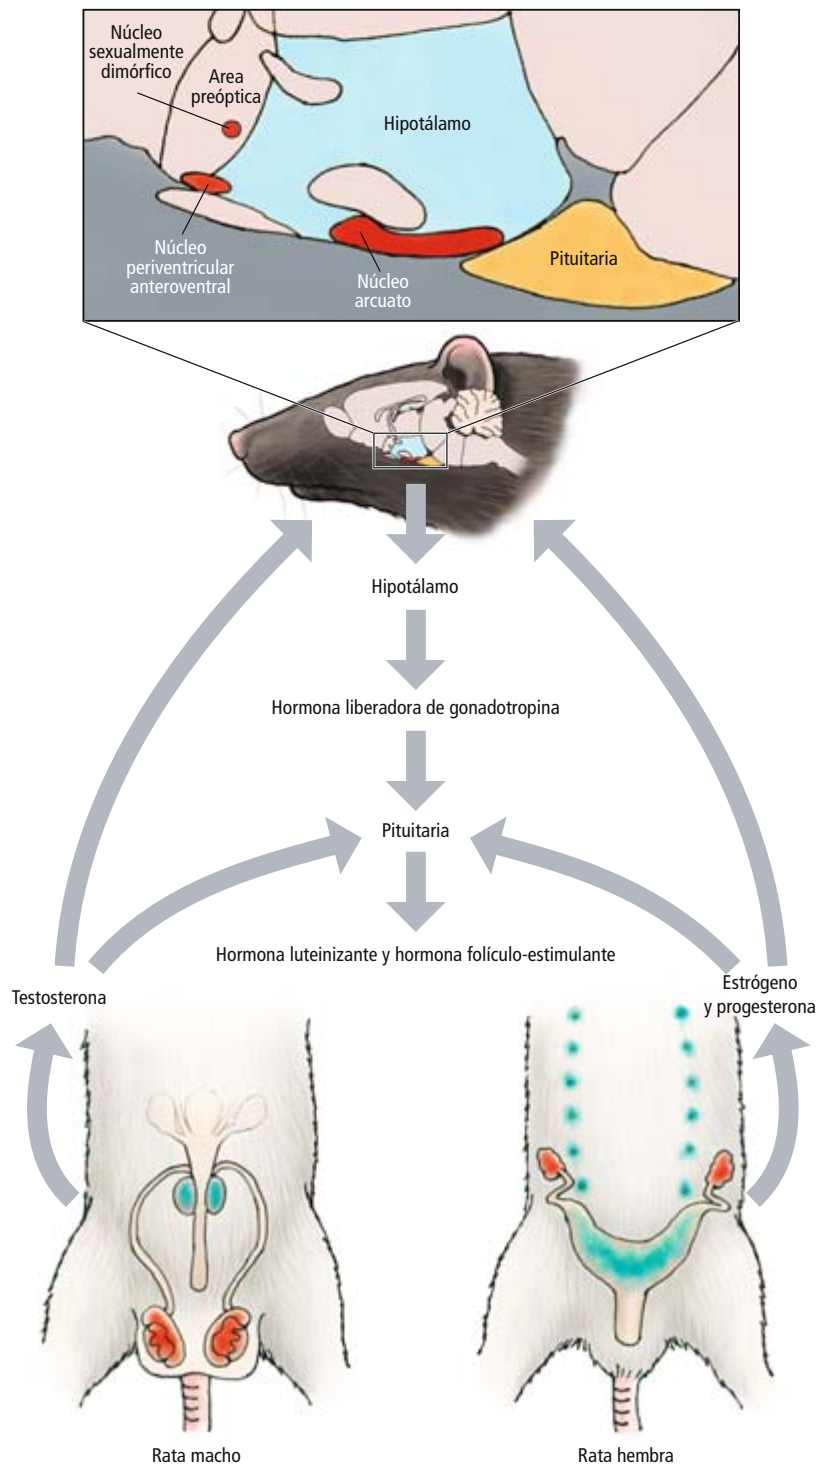 Núcleo
sexualmente
dimórfico
Area
preóptica
Hipotálamo
Núcleo
periventricular
anteroventral
Núcleo
arcuato
Pituitaria
Hipotálamo
Hormona liberadora de gonadotropina
Pituitaria
Hormona luteinizante y hormona folículo-estimulante
Testosterona
Estrógeno
y progesterona
Rata macho
Rata hembra